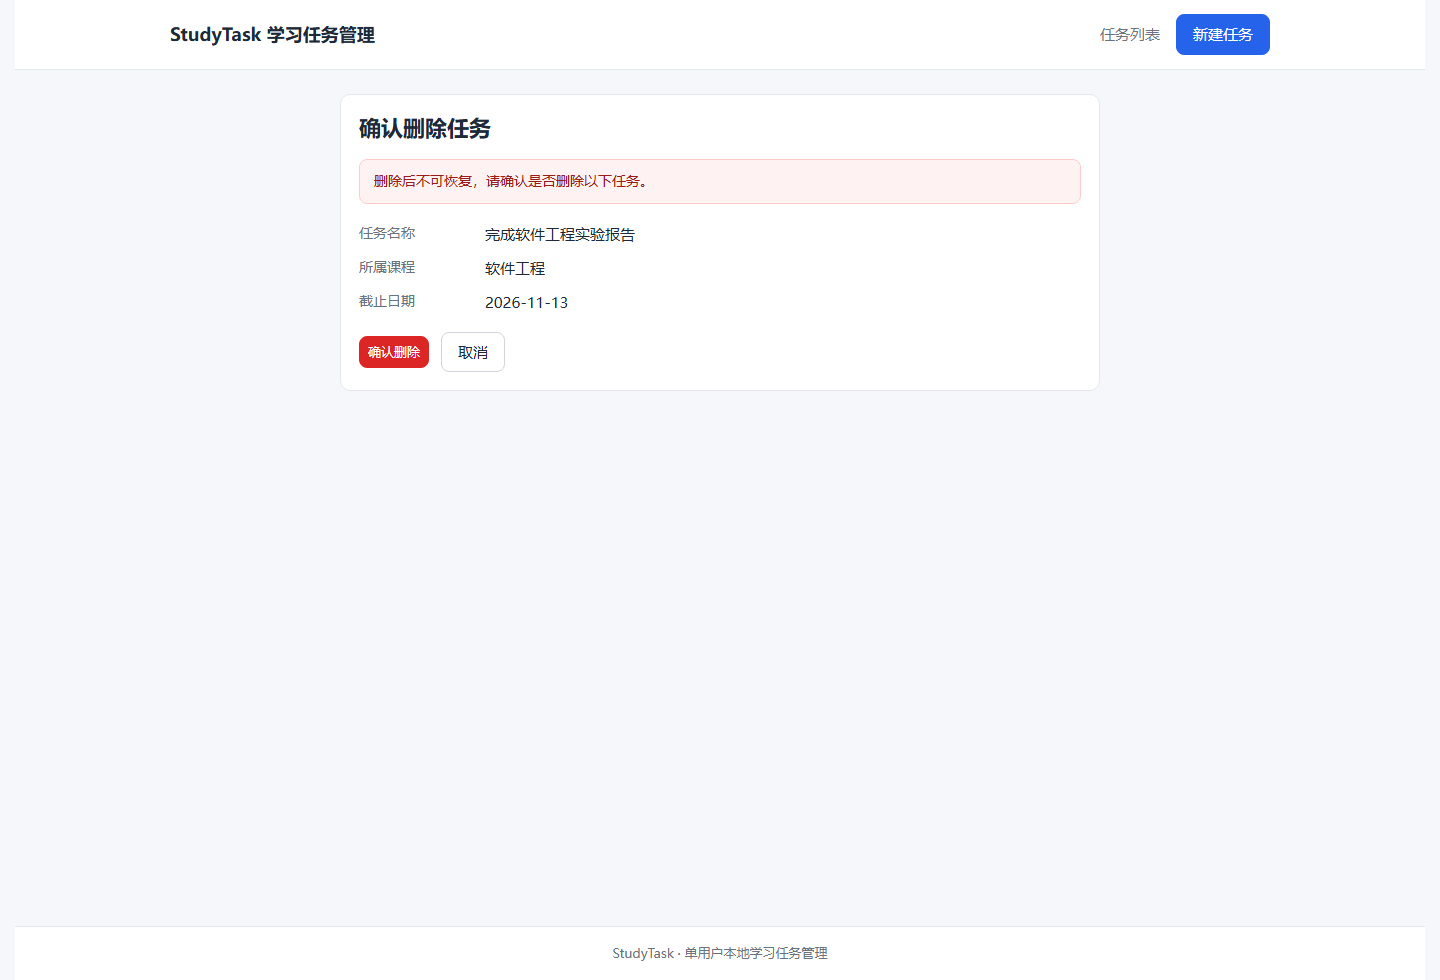 StudyTask 学习任务管理
任务列表
新建任务
确认删除任务
删除后不可恢复，请确认是否删除以下任务。
任务名称 完成软件工程实验报告
所属课程 软件工程
截止日期 2026-11-13
确认删除 取消
StudyTask · 单用户本地学习任务管理